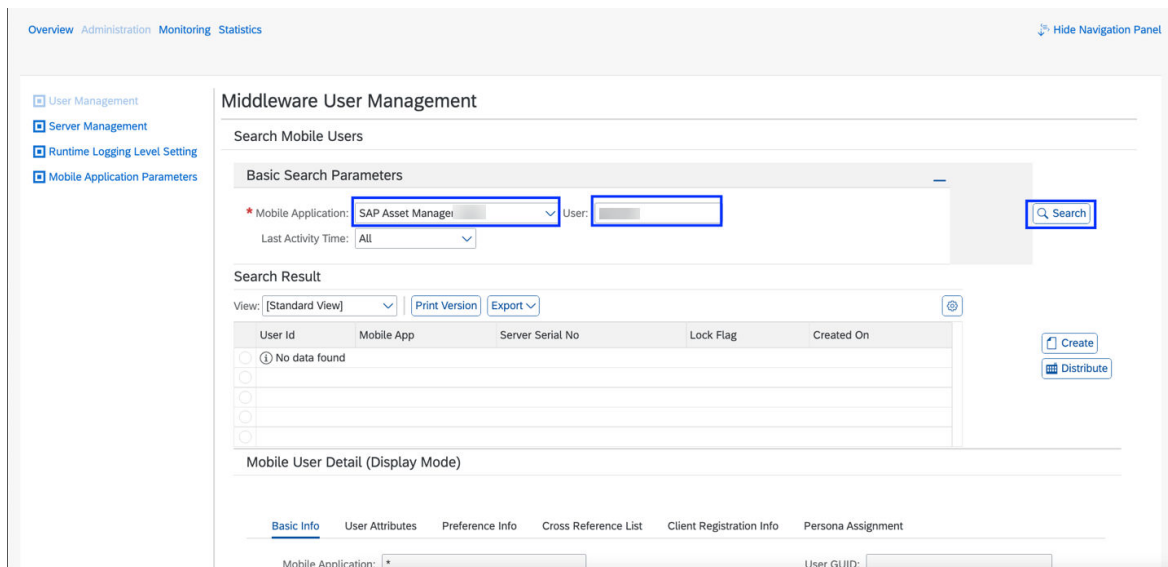 Overview Administration Monitoring Statistics Hide Navigation Panel
User Management
Server Management
Runtime Logging Level Setting
Mobile Application Parameters
Middleware User Management
Search Mobile Users
Basic Search Parameters
* Mobile Application: SAP Asset Manager User: Search
Last Activity Time: All
Search Result
View: [Standard View] Print Version Export
User Id Mobile App Server Serial No Lock Flag Created On
No data found
Create
Distribute
Mobile User Detail (Display Mode)
Basic Info User Attributes Preference Info Cross Reference List Client Registration Info Persona Assignment
Mobile Application: * User GUID: